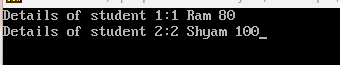 Details of student 1:1 Ram 80
Details of student 2:2 Shyam 100_